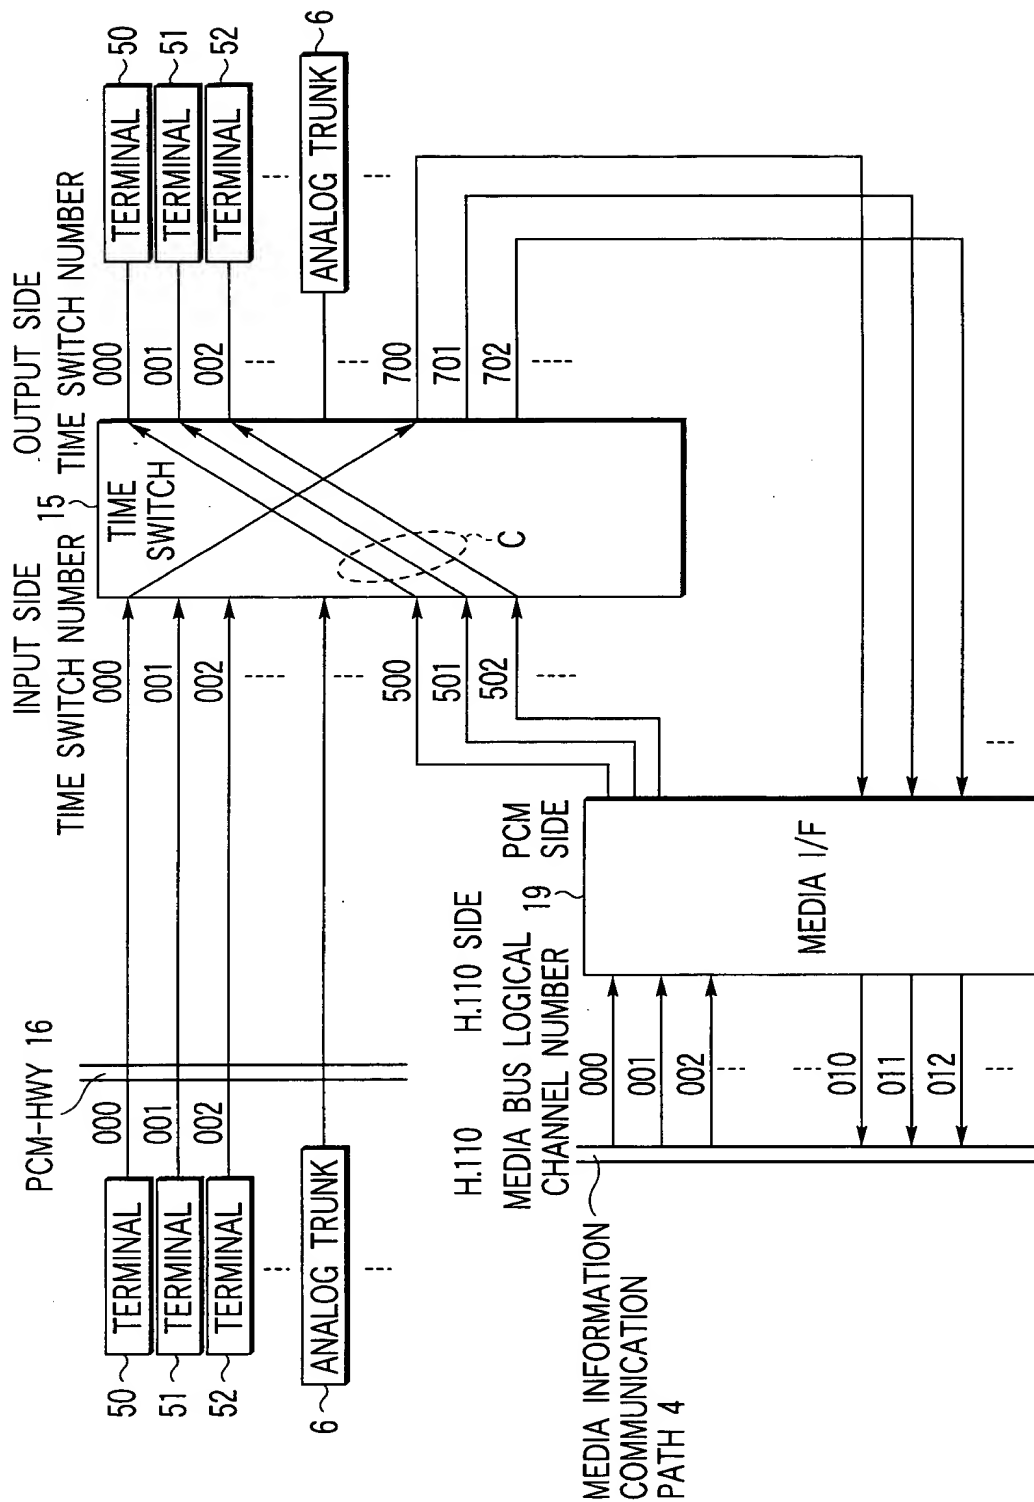 INPUT SIDE
TIME SWITCH NUMBER
15
.OUTPUT SIDE
TIME SWITCH NUMBER
PCM-HWY 16
50
TERMINAL
000
000
TIME
SWITCH
000
TERMINAL
50
51
TERMINAL
001
001
001
TERMINAL
51
52
TERMINAL
002
002
002
TERMINAL
52
6
ANALOG TRUNK
ANALOG TRUNK
6
C
500
501
502
700
701
702
H.110
MEDIA BUS LOGICAL
CHANNEL NUMBER
H.110 SIDE
19
PCM
SIDE
000
001
002
MEDIA I/F
010
011
012
MEDIA INFORMATION
COMMUNICATION
PATH 4